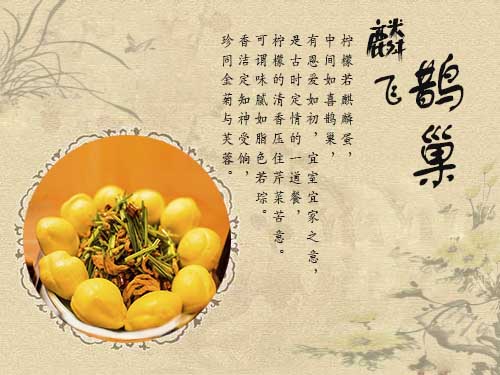 麟飞
鹊巢
柠檬若麒麟蛋，
中间如喜鹊巢，
有恩爱如初，宜室宜家之意，
是古时定情的一道餐，
柠檬的清香压住芹菜苦意。
可谓味腻如脂色若琮。
香洁定知神受饷，
珍同金菊与芙蓉。